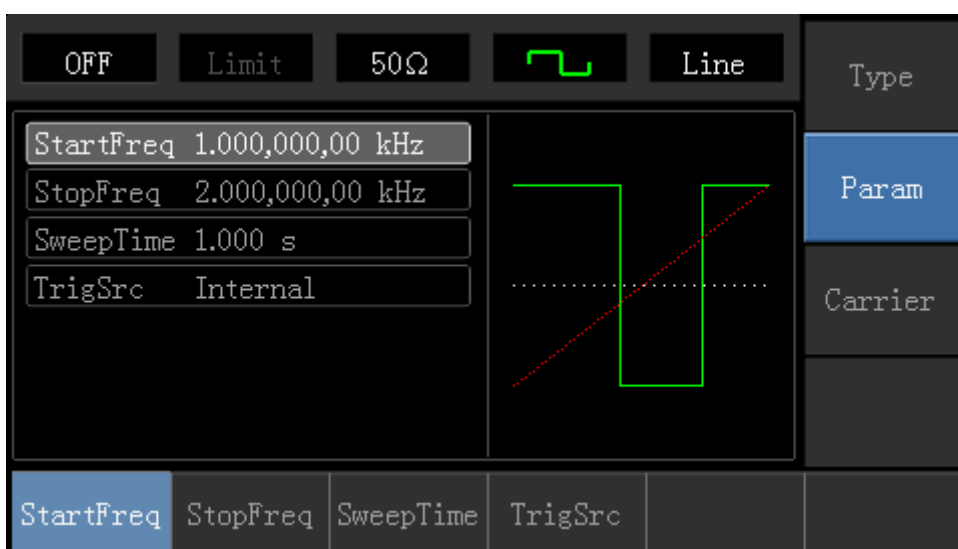 OFF Limit 50Ω Line
Type
StartFreq 1.000,000,00 kHz
StopFreq 2.000,000,00 kHz
SweepTime 1.000 s
TrigSrc Internal
Param
Carrier
StartFreq StopFreq SweepTime TrigSrc